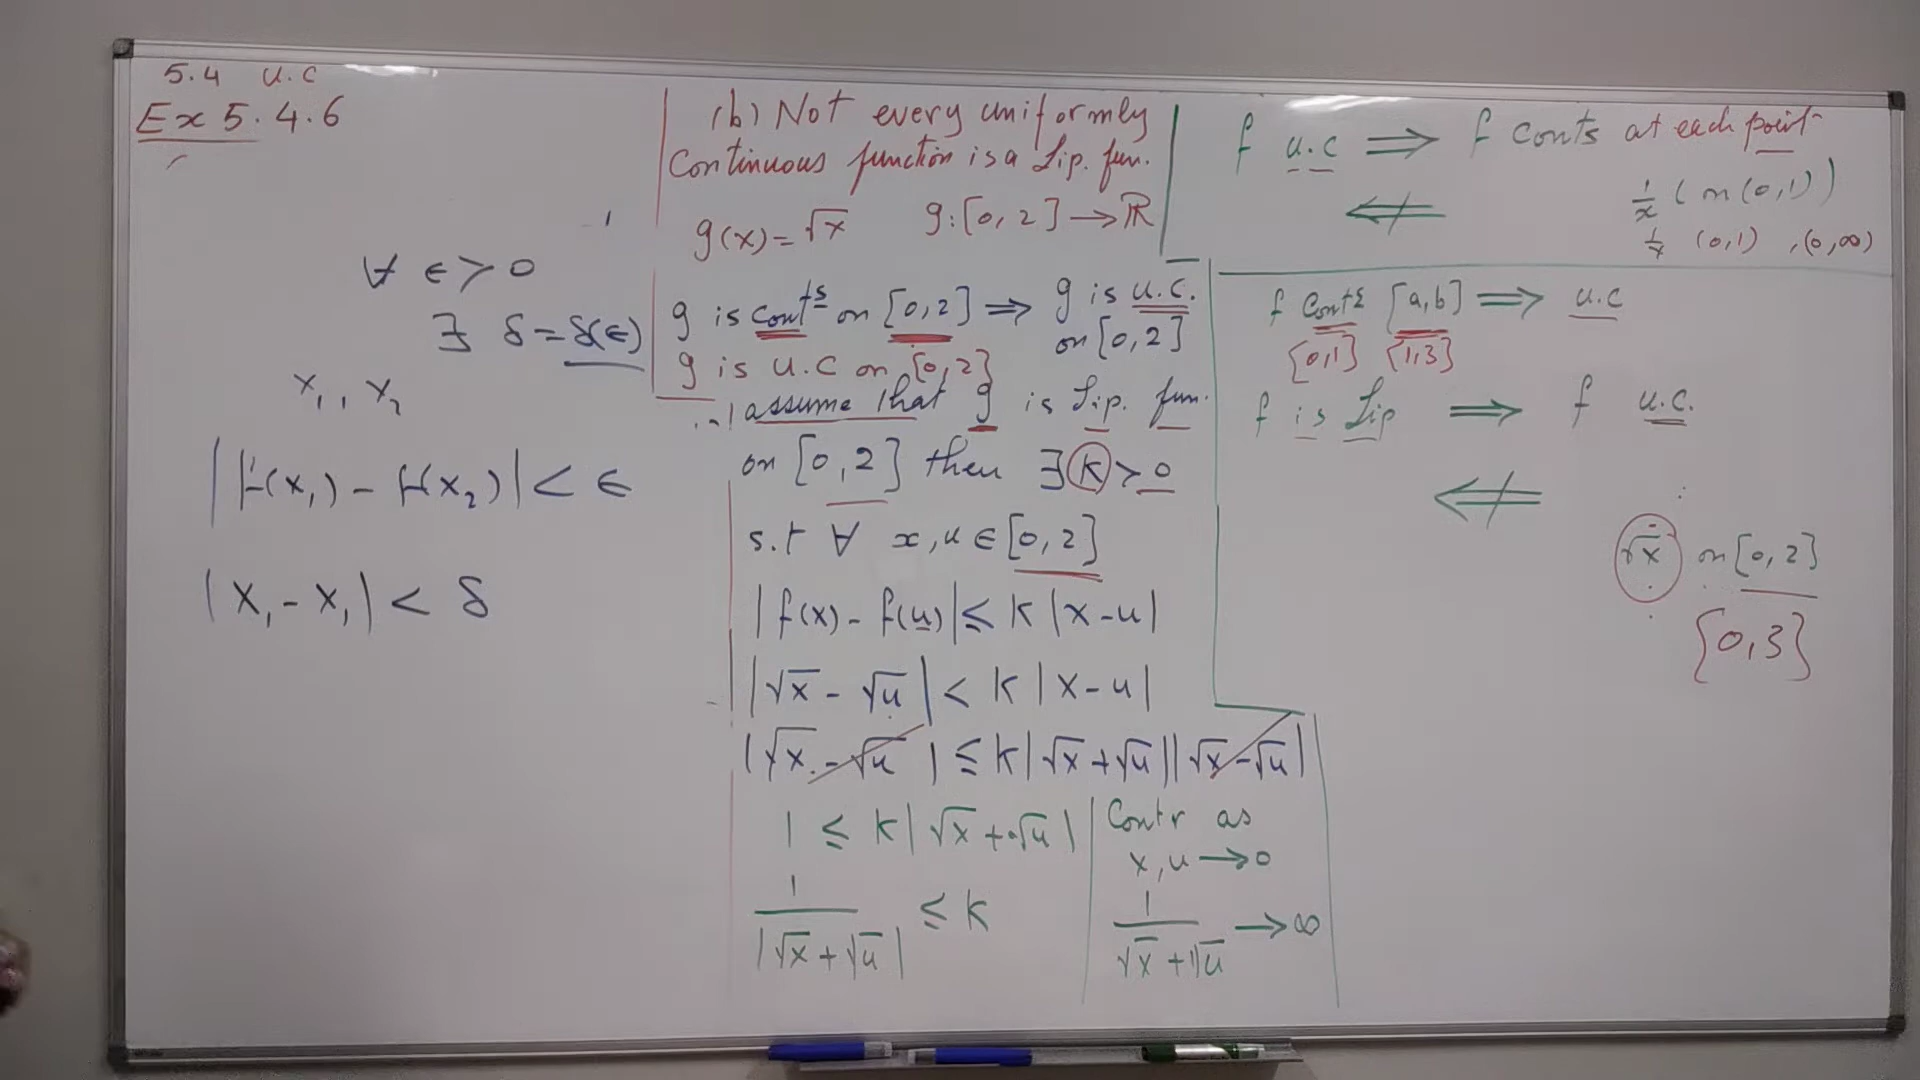 5.4 u.c
Ex 5.4.6
∀ ϵ > 0
∃ δ = δ(ϵ)
x₁, x₂
|f(x₁) - f(x₂)| < ϵ
|x₁ - x₁| < δ
(b) Not every uniformly
continuous function is a Lip. fun.
g(x) = √x g: [0,2] → ℝ
g is contˢ on [0,2] ⇒ g is u.c. on [0,2]
g is u.c on [0,2]
assume that g is Lip. fun.
on [0,2] then ∃ k > 0
s.t ∀ x,u ∈ [0,2]
|f(x) - f(u)| ≤ k |x-u|
|√x - √u| < k |x-u|
|√x - √u| ≤ k |√x + √u| |√x - √u|
1 ≤ k |√x + √u|
1/|√x + √u| ≤ k
Contr as
x,u → 0
1/(√x + √u) → ∞
f u.c ⇒ f conts at each point
⇍ 1/x (on (0,1))
1/x (0,1), (0,∞)
f conts [a,b] ⇒ u.c
[0,1] [1,3]
f is Lip ⇒ f u.c.
⇍
√x on [0,2]
[0,3]